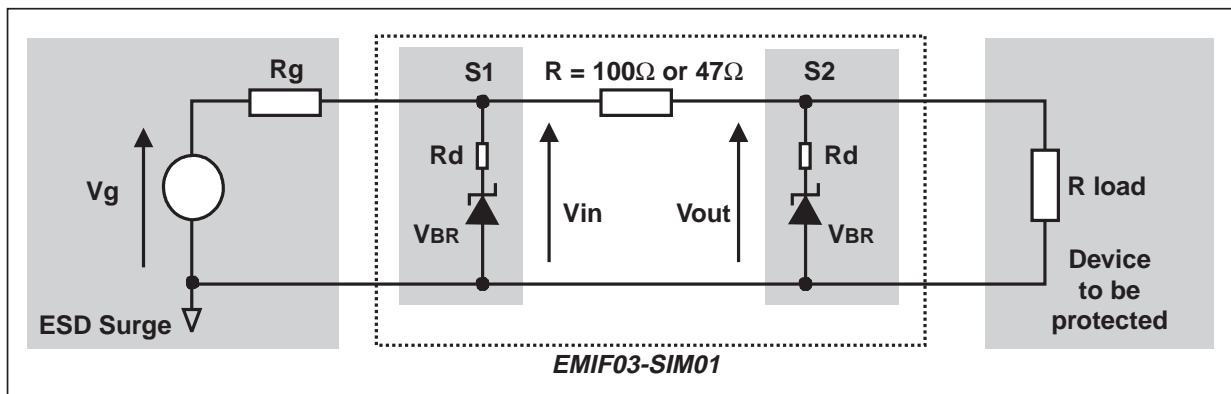 Rg
S1
R = 100Ω or 47Ω
S2
Rd
Rd
R load
Vg
Vin
Vout
VBR
VBR
Device
to be
protected
ESD Surge
EMIF03-SIM01